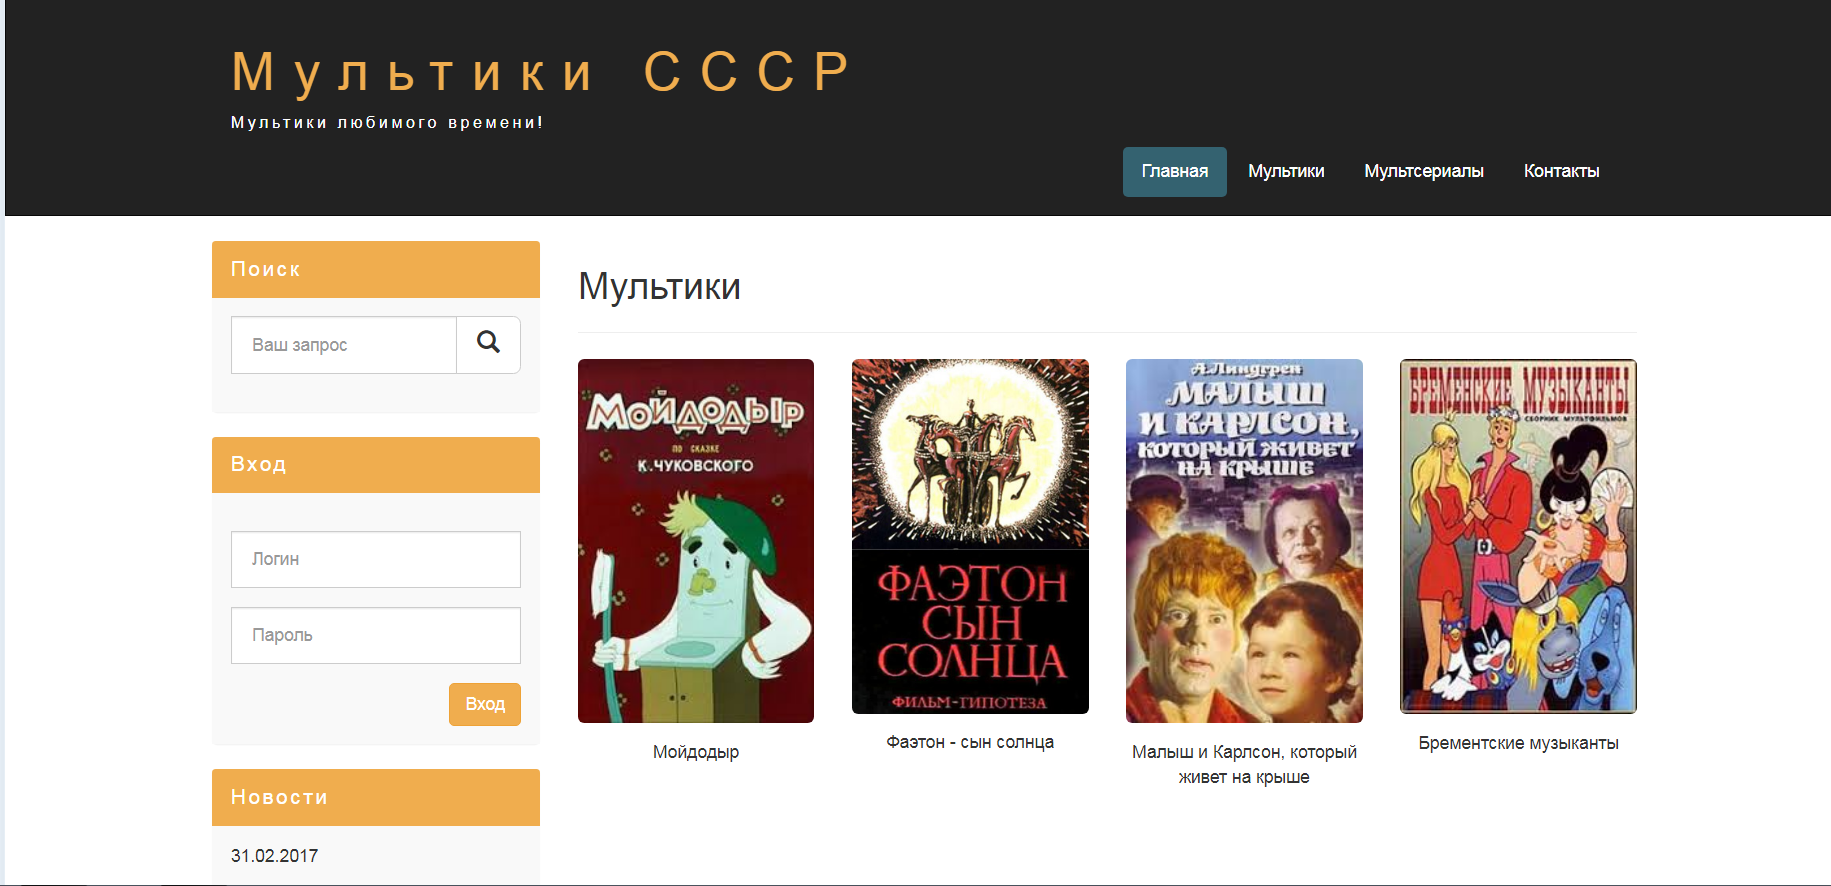 Мультики СССР
Мультики любимого времени!
Главная
Мультики
Мультсериалы
Контакты
Поиск
Ваш запрос
Вход
Логин
Пароль
Вход
Новости
31.02.2017
Мультики
Мойдодыр
ПО СКАЗКЕ
К.ЧУКОВСКОГО
Мойдодыр
ФАЭТОН
СЫН
СОЛНЦА
ФИЛЬМ-ГИПОТЕЗА
Фаэтон - сын солнца
А.Линдгрен
МАЛЫШ
И КАРЛСОН,
КОТОРЫЙ ЖИВЕТ
НА КРЫШЕ
Малыш и Карлсон, который
живет на крыше
БРЕМЕНСКИЕ МУЗЫКАНТЫ
СБОРНИК МУЛЬТФИЛЬМОВ
Брементские музыканты